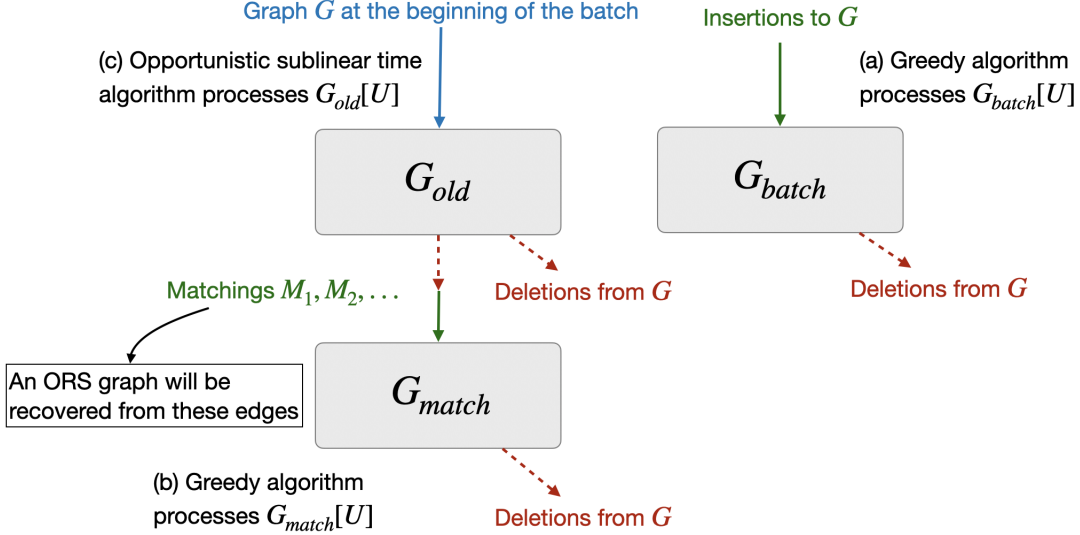 Graph G at the beginning of the batch
Insertions to G
(c) Opportunistic sublinear time
algorithm processes G_old[U]
(a) Greedy algorithm
processes G_batch[U]
G_old
G_batch
Matchings M_1, M_2, . . .
Deletions from G
Deletions from G
An ORS graph will be
recovered from these edges
G_match
(b) Greedy algorithm
processes G_match[U]
Deletions from G